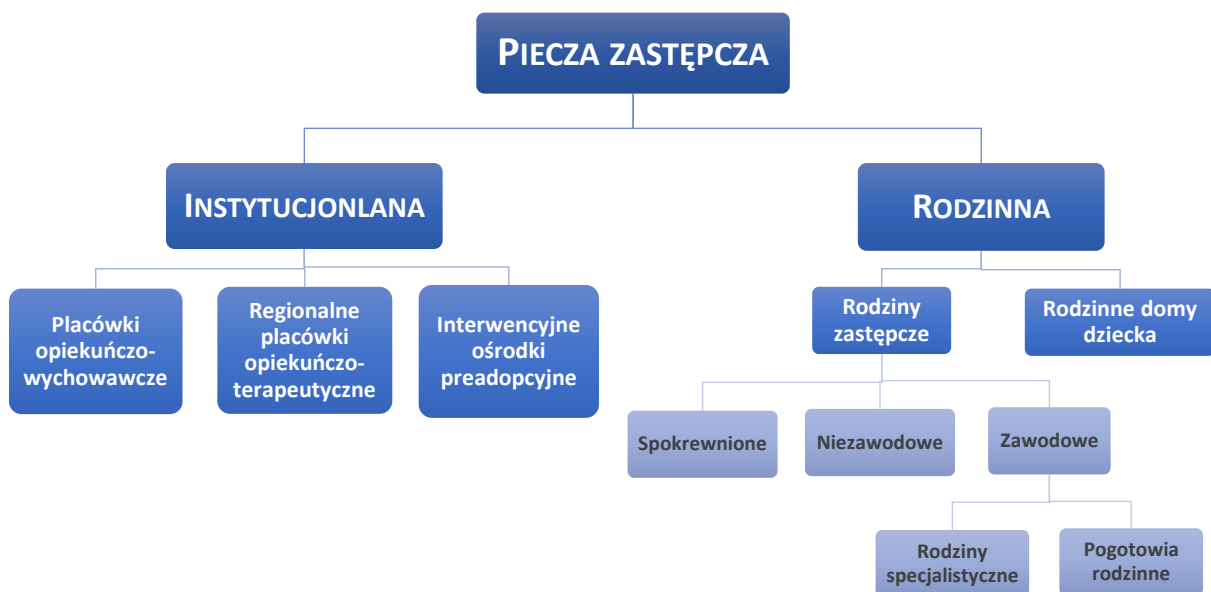 PIECZA ZASTĘPCZA
INSTYTUCJONLANA
RODZINNA
Placówki
opiekuńczo-
wychowawcze
Regionalne
placówki
opiekuńczo-
terapeutyczne
Interwencyjne
ośrodki
preadopcyjne
Rodziny
zastępcze
Rodzinne domy
dziecka
Spokrewnione
Niezawodowe
Zawodowe
Rodziny
specjalistyczne
Pogotowia
rodzinne